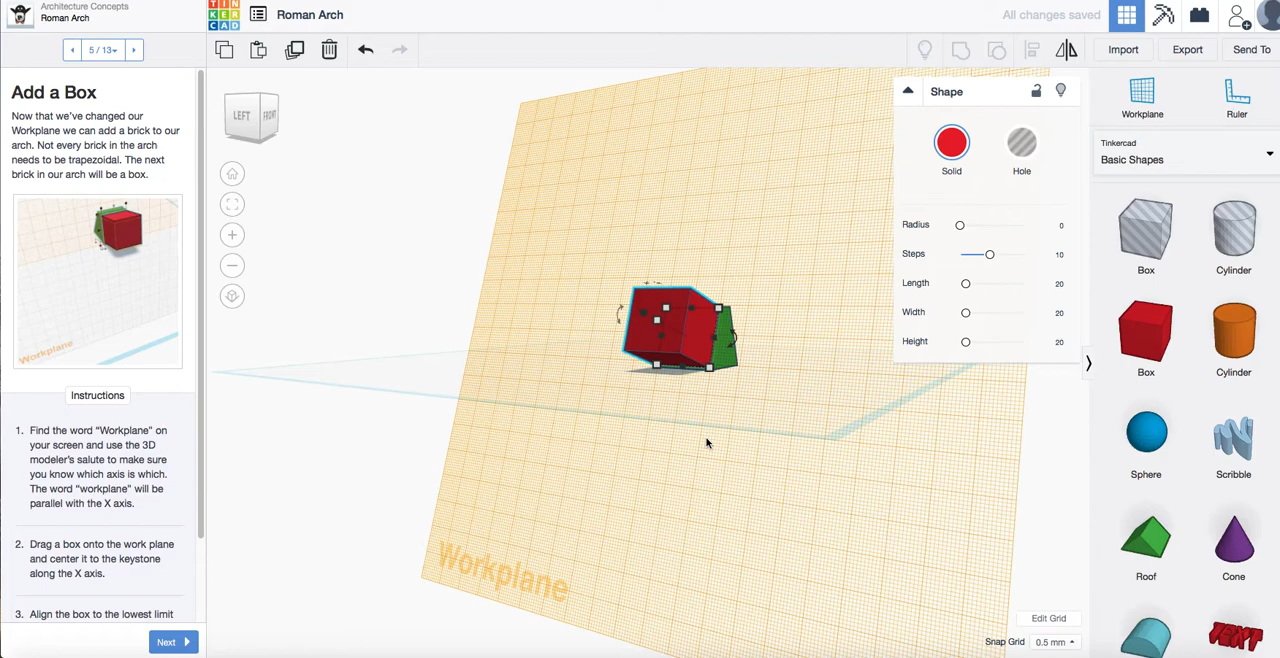 Architecture Concepts
Roman Arch
TIN
KER
CAD
Roman Arch
All changes saved
5 / 13
Import
Export
Send To
Add a Box
Now that we've changed our
Workplane we can add a brick to our
arch. Not every brick in the arch
needs to be trapezoidal. The next
brick in our arch will be a box.
Workplane
Instructions
1. Find the word “Workplane” on
your screen and use the 3D
modeler's salute to make sure
you know which axis is which.
The word “workplane” will be
parallel with the X axis.
2. Drag a box onto the work plane
and center it to the keystone
along the X axis.
3. Align the box to the lowest limit
Next
LEFT
FRONT
Workplane
Shape
Solid
Hole
Radius 0
Steps 10
Length 20
Width 20
Height 20
Edit Grid
Snap Grid 0.5 mm
Workplane
Ruler
Tinkercad
Basic Shapes
Box
Cylinder
Box
Cylinder
Sphere
Scribble
Roof
Cone
TEXT